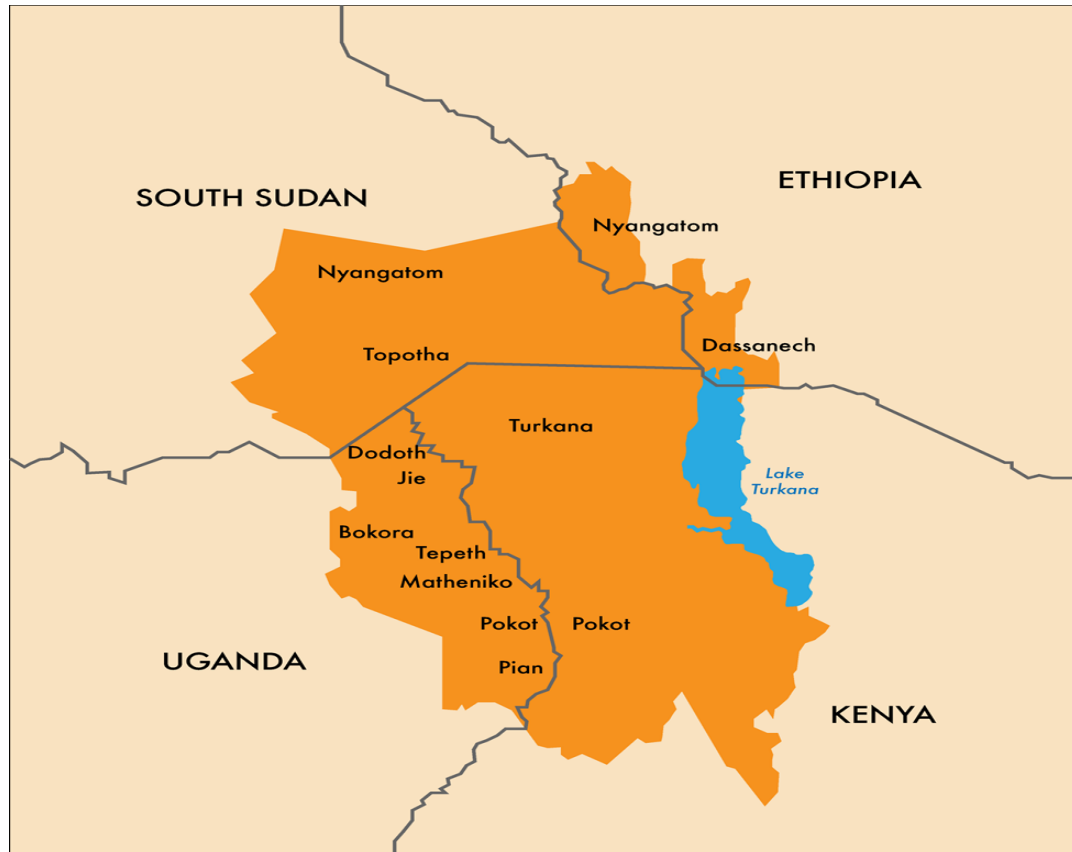 ETHIOPIA
SOUTH SUDAN
Nyangatom
Nyangatom
Dassanech
Topotha
Turkana
Dodoth
Jie
Lake
Turkana
Bokora
Tepeth
Matheniko
Pokot
Pokot
UGANDA
Pian
KENYA